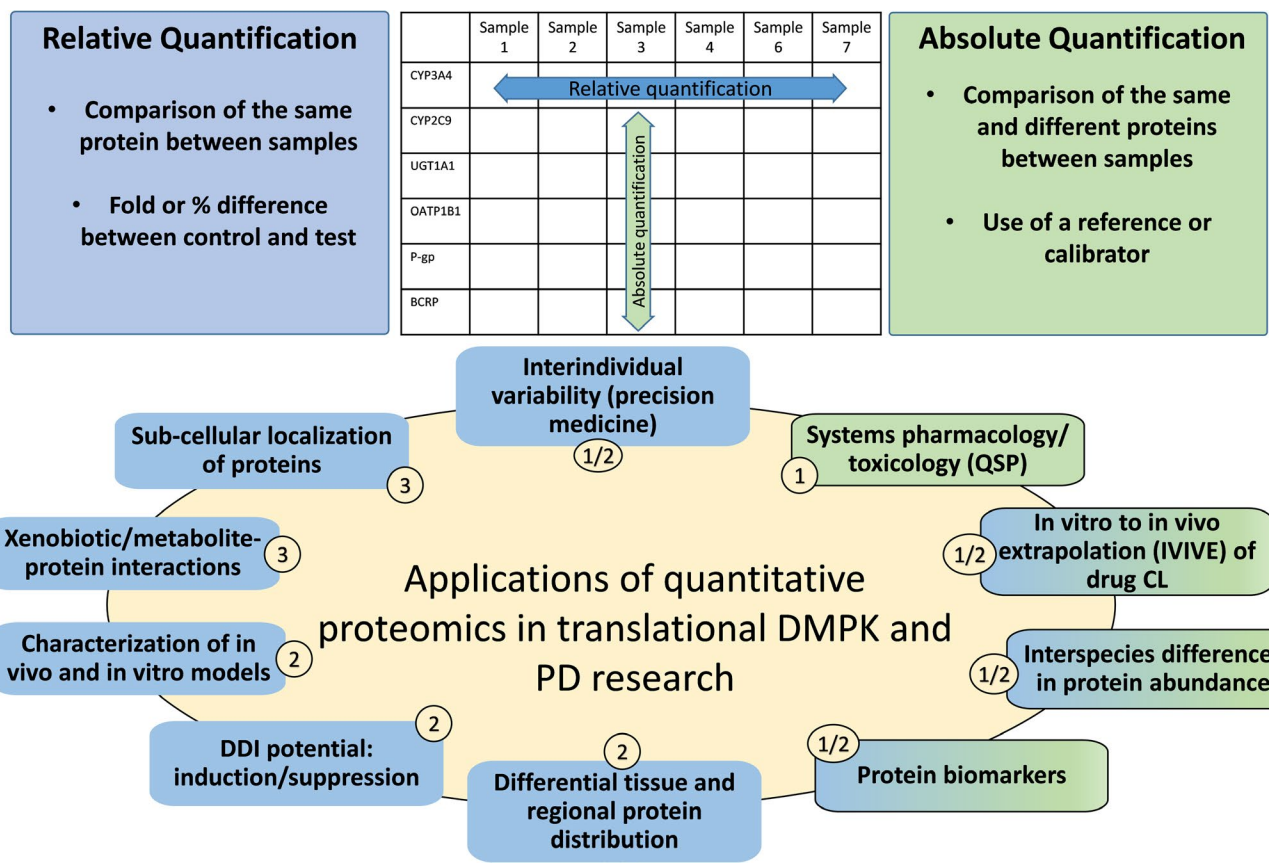 Relative Quantification
• Comparison of the same
protein between samples
• Fold or % difference
between control and test
Sample Sample Sample Sample Sample Sample
1 2 3 4 6 7
CYP3A4
Relative quantification
CYP2C9
UGT1A1
OATP1B1
P-gp
BCRP
Absolute quantification
Absolute Quantification
• Comparison of the same
and different proteins
between samples
• Use of a reference or
calibrator
Interindividual
variability (precision
medicine)
1/2
Sub-cellular localization
of proteins
3
Systems pharmacology/
toxicology (QSP)
1
Xenobiotic/metabolite-
protein interactions
3
In vitro to in vivo
extrapolation (IVIVE) of
drug CL
1/2
Applications of quantitative
proteomics in translational DMPK and
PD research
Characterization of in
vivo and in vitro models
2
Interspecies difference
in protein abundance
1/2
DDI potential:
induction/suppression
2
Differential tissue and
regional protein
distribution
2
Protein biomarkers
1/2